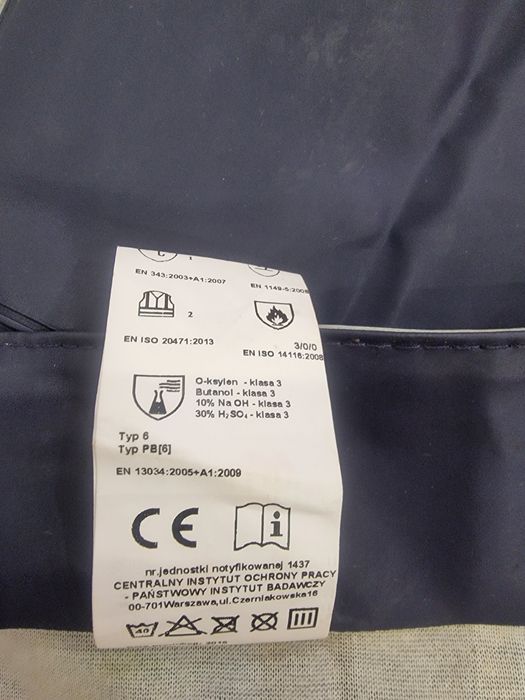 1
EN 343:2003+A1:2007
EN 1149-5:2008
2
EN ISO 20471:2013
3/0/0
EN ISO 14116:2008
O-ksylen - klasa 3
Butanol - klasa 3
10% Na OH - klasa 3
30% H₂SO₄ - klasa 3
Typ 6
Typ PB[6]
EN 13034:2005+A1:2009
CE
i
nr.jednostki notyfikowanej 1437
CENTRALNY INSTYTUT OCHRONY PRACY
- PAŃSTWOWY INSTYTUT BADAWCZY
00-701Warszawa,ul.Czerniakowska16
40